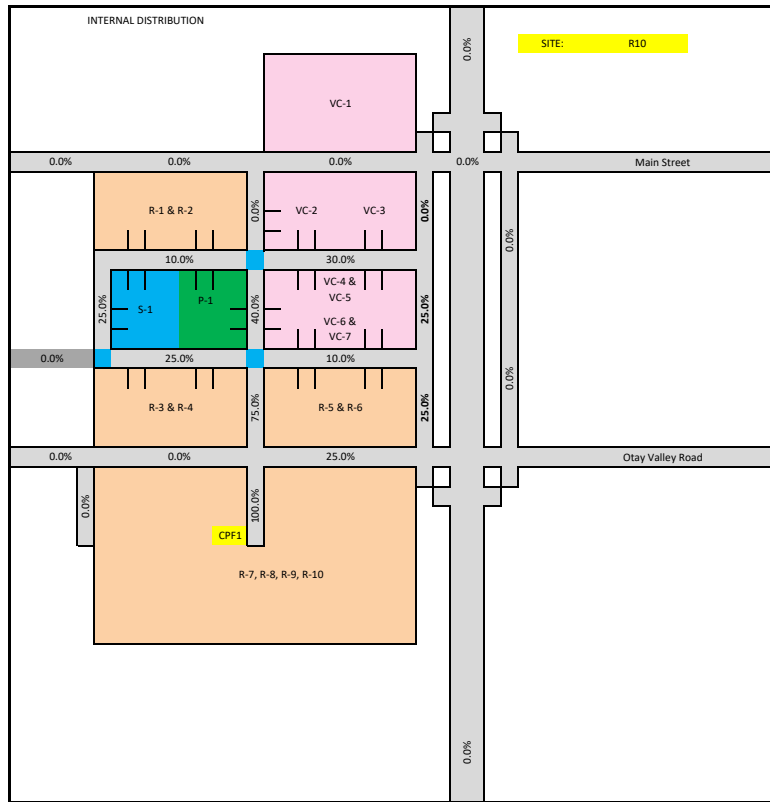 INTERNAL DISTRIBUTION
SITE: R10
0.0%
VC-1
0.0% 0.0% 0.0% 0.0% Main Street
R-1 & R-2
0.0%
VC-2 VC-3
0.0%
0.0%
10.0% 30.0%
25.0%
S-1
P-1
40.0%
VC-4 &
VC-5
VC-6 &
VC-7
25.0%
0.0% 25.0% 10.0%
0.0%
R-3 & R-4
75.0%
R-5 & R-6
25.0%
0.0% 0.0% 25.0% Otay Valley Road
0.0%
100.0%
CPF1
R-7, R-8, R-9, R-10
0.0%